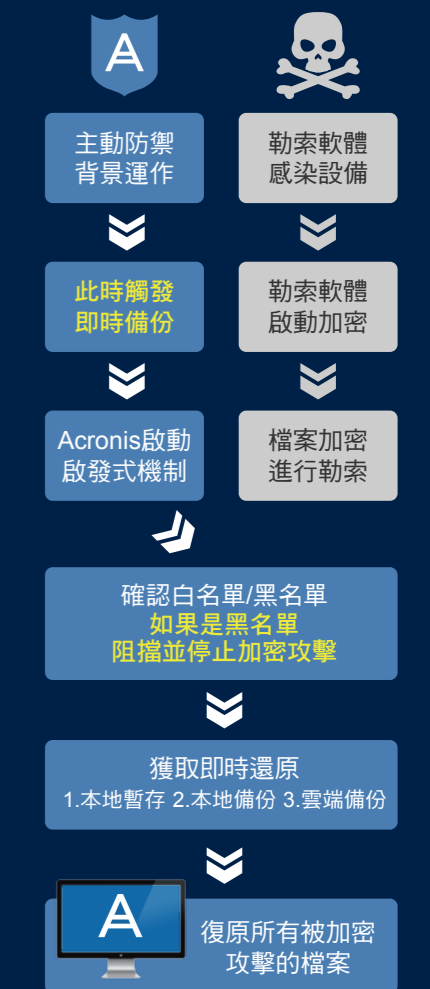 主動防禦
背景運作
勒索軟體
感染設備
此時觸發
即時備份
勒索軟體
啟動加密
Acronis啟動
啟發式機制
檔案加密
進行勒索
確認白名單/黑名單
如果是黑名單
阻擋並停止加密攻擊
獲取即時還原
1.本地暫存 2.本地備份 3.雲端備份
復原所有被加密
攻擊的檔案